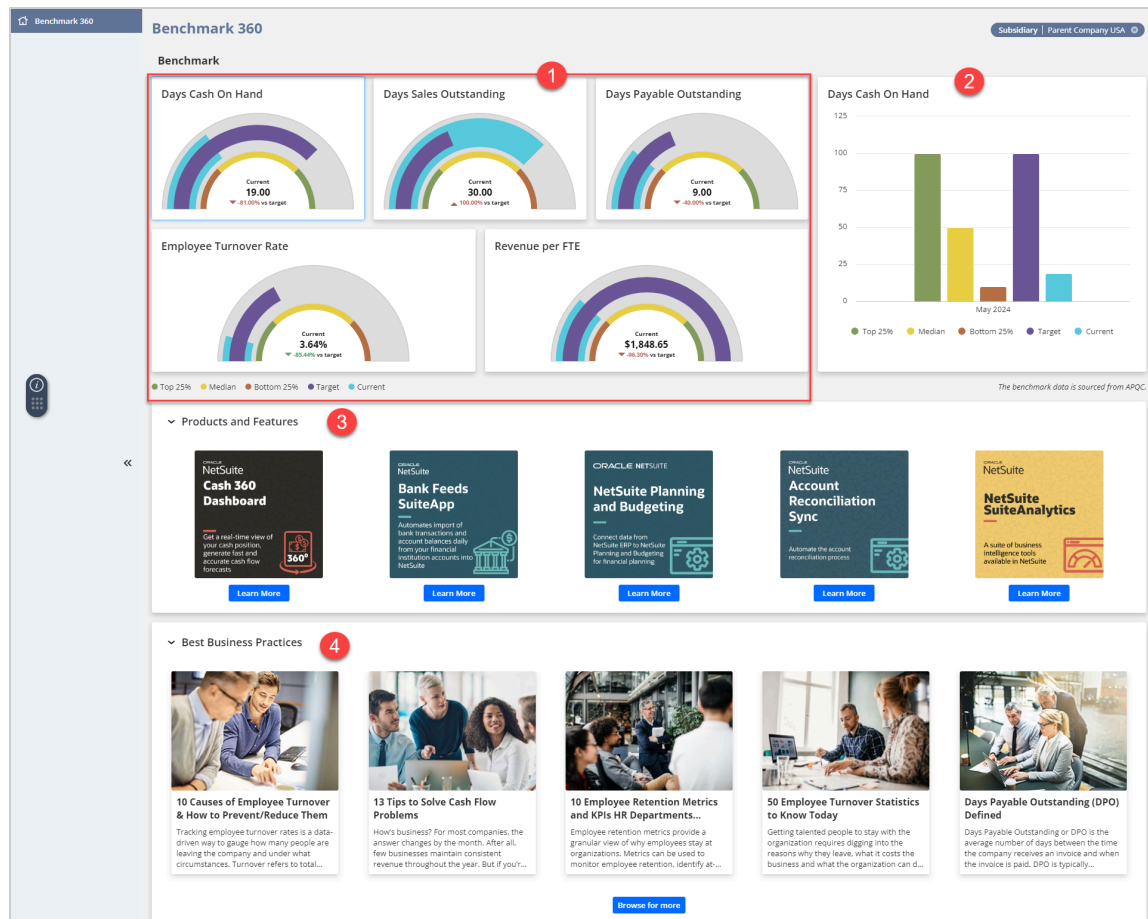 Benchmark 360
Benchmark 360
Subsidiary | Parent Company USA
Benchmark
1
2
Days Cash On Hand
Current
19.00
-81.00% vs target
Days Sales Outstanding
Current
30.00
100.00% vs target
Days Payable Outstanding
Current
9.00
-40.00% vs target
Employee Turnover Rate
Current
3.64%
-85.44% vs target
Revenue per FTE
Current
$1,848.65
-96.30% vs target
Top 25% Median Bottom 25% Target Current
Days Cash On Hand
125
100
75
50
25
0
May 2024
Top 25% Median Bottom 25% Target Current
The benchmark data is sourced from APQC.
Products and Features
3
ORACLE
NetSuite
Cash 360
Dashboard
Get a real-time view of
your cash position,
generate fast and
accurate cash flow
forecasts
360°
Learn More
ORACLE
NetSuite
Bank Feeds
SuiteApp
Automates import of
bank transactions and
account balances daily
from your financial
institution accounts into
NetSuite
$
Learn More
ORACLE NETSUITE
NetSuite Planning
and Budgeting
Connect data from
NetSuite ERP to NetSuite
Planning and Budgeting
for financial planning
Learn More
ORACLE
NetSuite
Account
Reconciliation
Sync
Automate the account
reconciliation process
Learn More
ORACLE
NetSuite
NetSuite
SuiteAnalytics
A suite of business
intelligence tools
available in NetSuite
Learn More
Best Business Practices
4
10 Causes of Employee Turnover
& How to Prevent/Reduce Them
Tracking employee turnover rates is a data-
driven way to gauge how many people are
leaving the company and under what
circumstances. Turnover refers to total...
13 Tips to Solve Cash Flow
Problems
How's business? For most companies, the
answer changes by the month. After all,
few businesses maintain consistent
revenue throughout the year. But if you're...
10 Employee Retention Metrics
and KPIs HR Departments...
Employee retention metrics provide a
granular view of why employees stay at
organizations. Metrics can be used to
monitor employee retention, identify at-...
50 Employee Turnover Statistics
to Know Today
Getting talented people to stay with the
organization requires digging into the
reasons why they leave, what it costs the
business and what the organization can d...
Days Payable Outstanding (DPO)
Defined
Days Payable Outstanding or DPO is the
average number of days between the time
the company receives an invoice and when
the invoice is paid. DPO is typically...
Browse for more